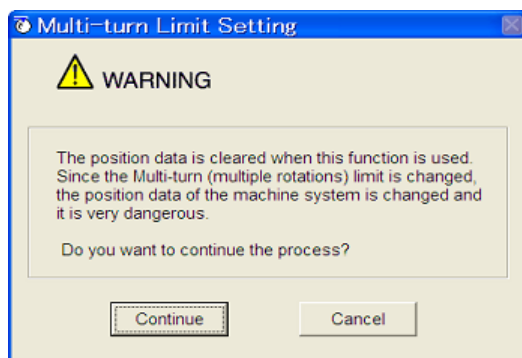 Multi-turn Limit Setting
WARNING
The position data is cleared when this function is used.
Since the Multi-turn (multiple rotations) limit is changed,
the position data of the machine system is changed and
it is very dangerous.
Do you want to continue the process?
Continue
Cancel